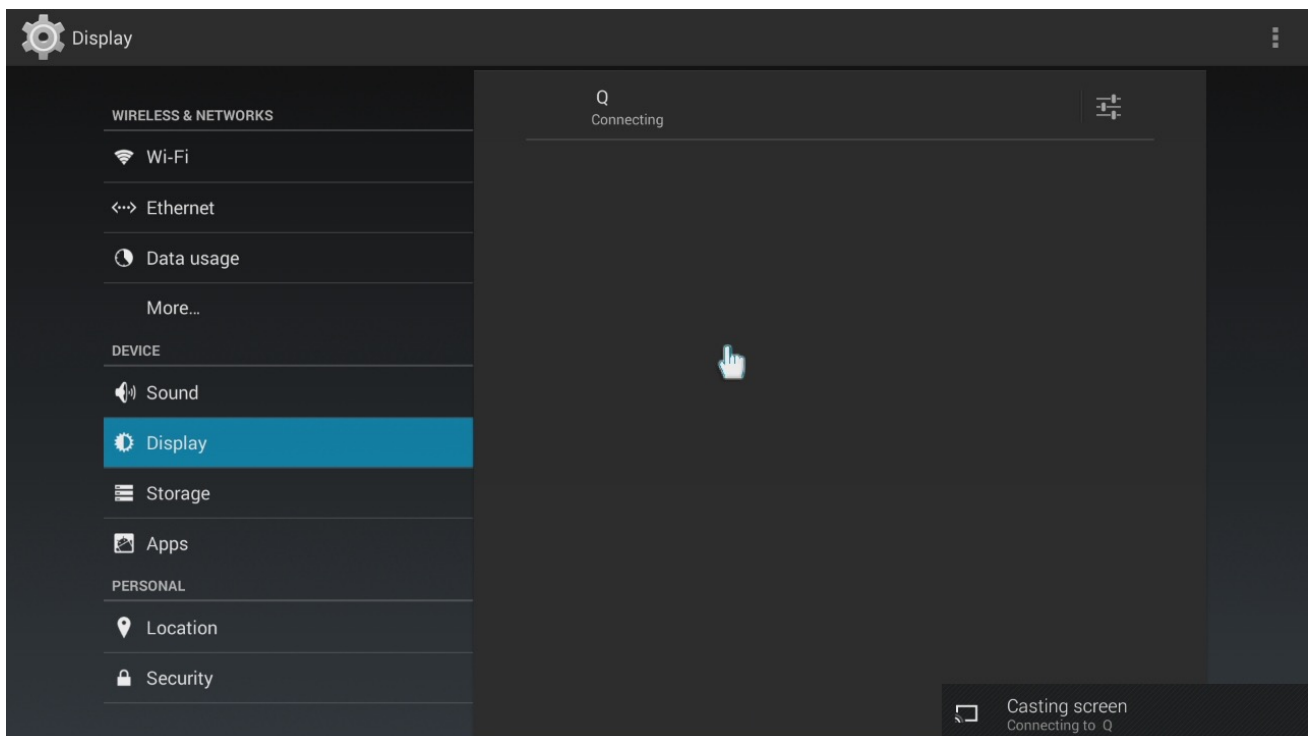 Display
WIRELESS & NETWORKS
Wi-Fi
Ethernet
Data usage
More...
DEVICE
Sound
Display
Storage
Apps
PERSONAL
Location
Security
Q
Connecting
Casting screen
Connecting to Q